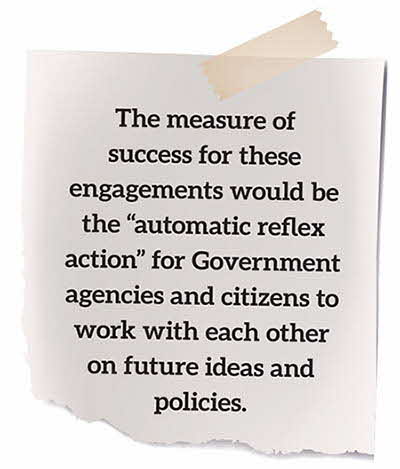 The measure of
success for these
engagements would be
the “automatic reflex
action” for Government
agencies and citizens to
work with each other
on future ideas and
policies.